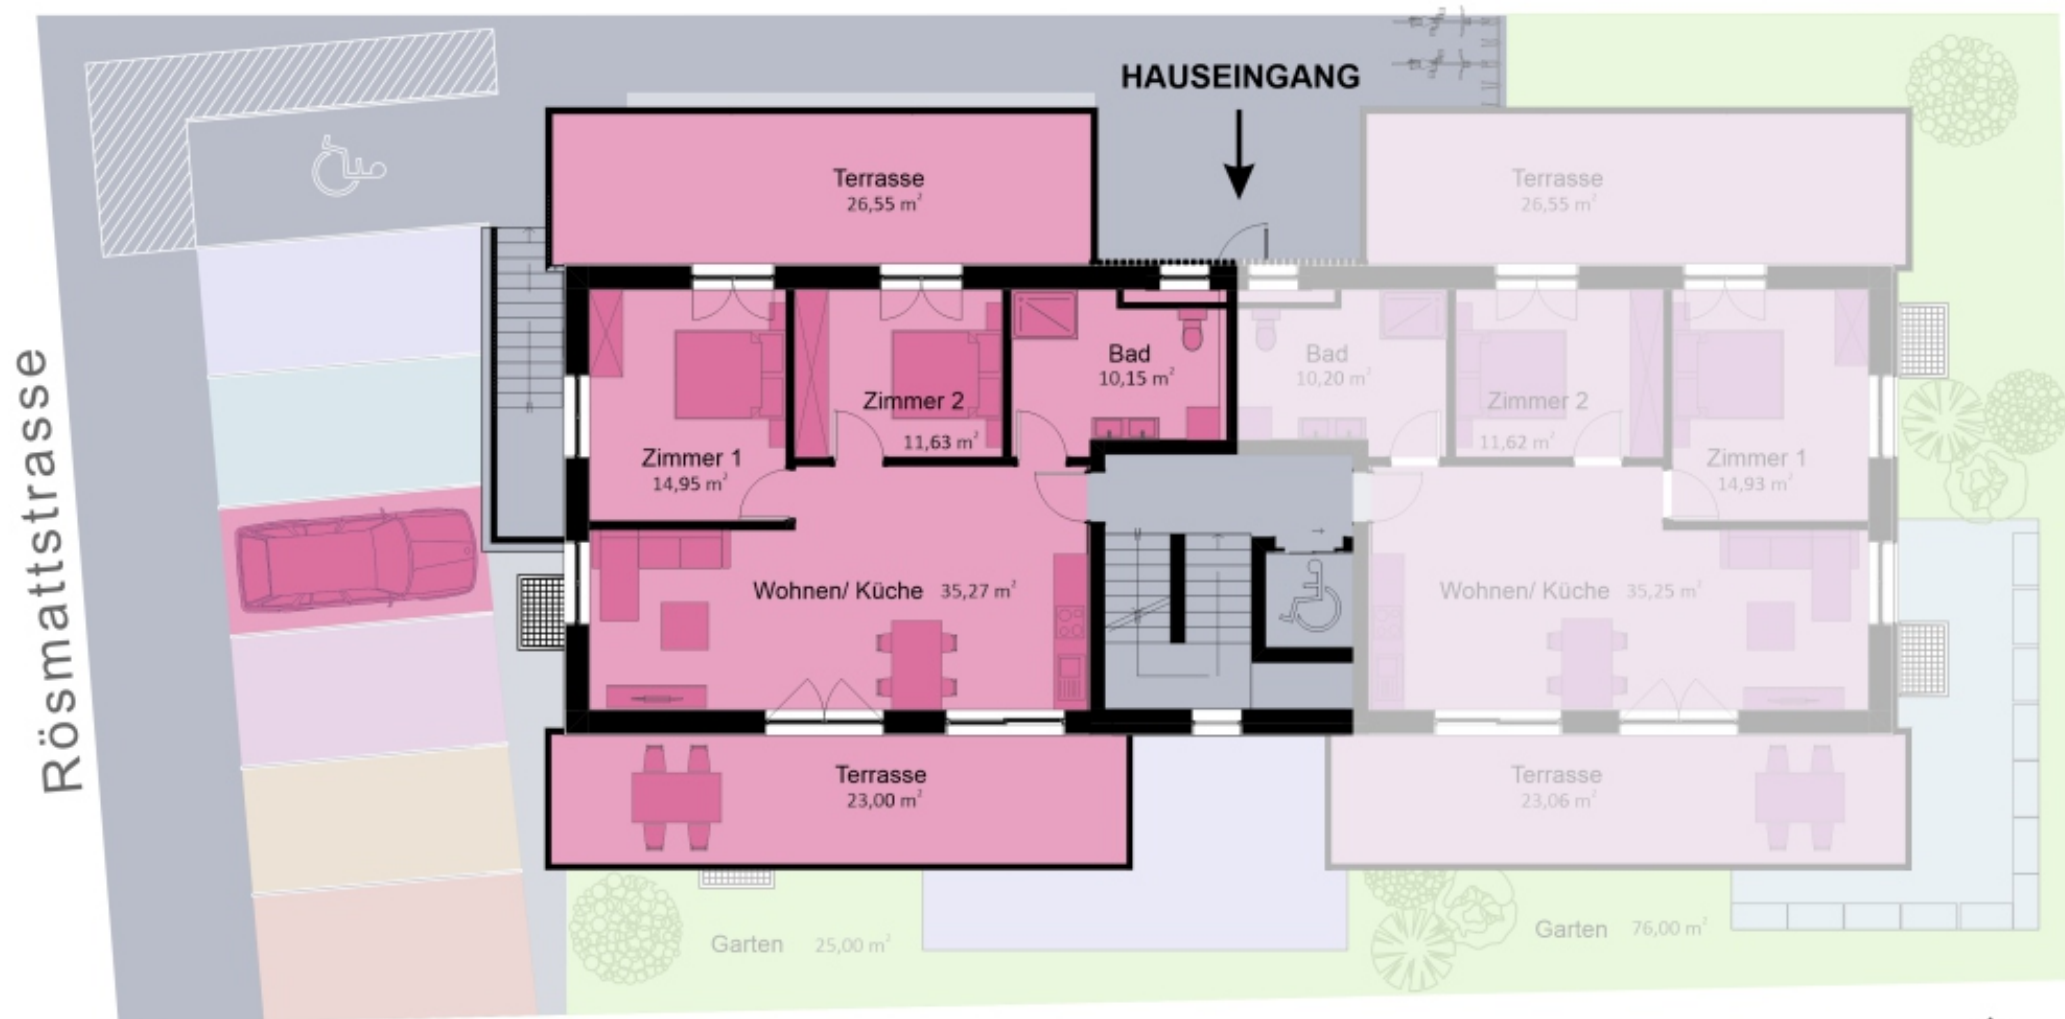 HAUSEINGANG
Terrasse
26,55 m²
Terrasse
26,55 m²
Rösmattstrasse
Zimmer 1
14,95 m²
Zimmer 2
11,63 m²
Bad
10,15 m²
Bad
10,20 m²
Zimmer 2
11,62 m²
Zimmer 1
14,93 m²
Wohnen/ Küche 35,27 m²
Wohnen/ Küche 35,25 m²
Terrasse
23,00 m²
Terrasse
23,06 m²
Garten 25,00 m²
Garten 76,00 m²